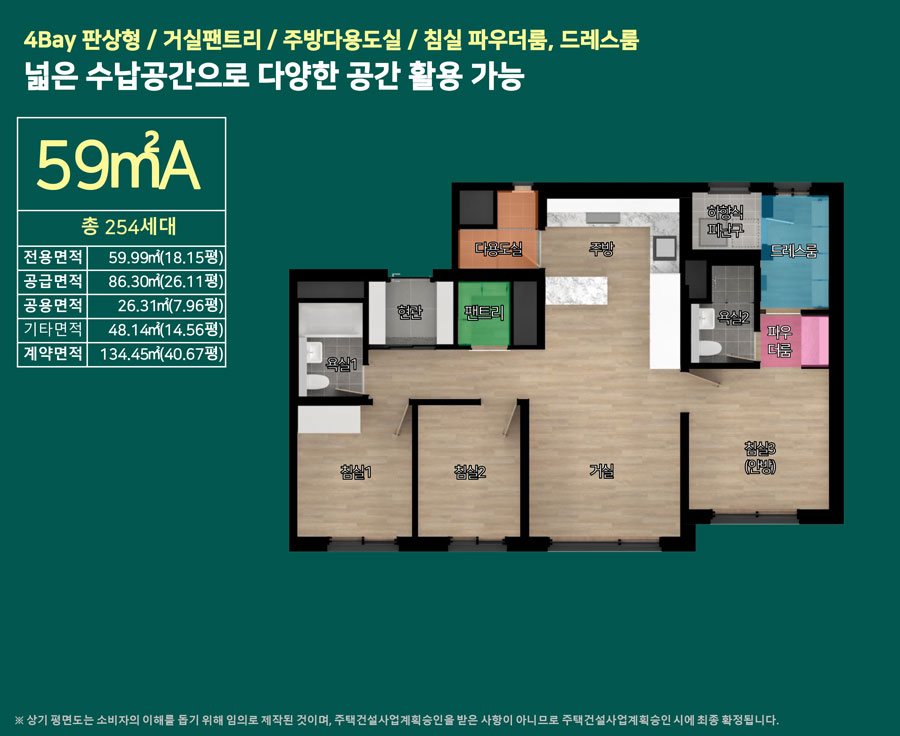 4Bay 판상형 / 거실팬트리 / 주방다용도실 / 침실 파우더룸, 드레스룸
넓은 수납공간으로 다양한 공간 활용 가능
59㎡A
총 254세대
전용면적 59.99㎡(18.15평)
공급면적 86.30㎡(26.11평)
공용면적 26.31㎡(7.96평)
기타면적 48.14㎡(14.56평)
계약면적 134.45㎡(40.67평)
하향식
피난구
다용도실
주방
드레스룸
현관
팬트리
욕실2
파우
더룸
욕실1
침실1
침실2
거실
침실3
(안방)
※ 상기 평면도는 소비자의 이해를 돕기 위해 임의로 제작된 것이며, 주택건설사업계획승인을 받은 사항이 아니므로 주택건설사업계획승인 시에 최종 확정됩니다.